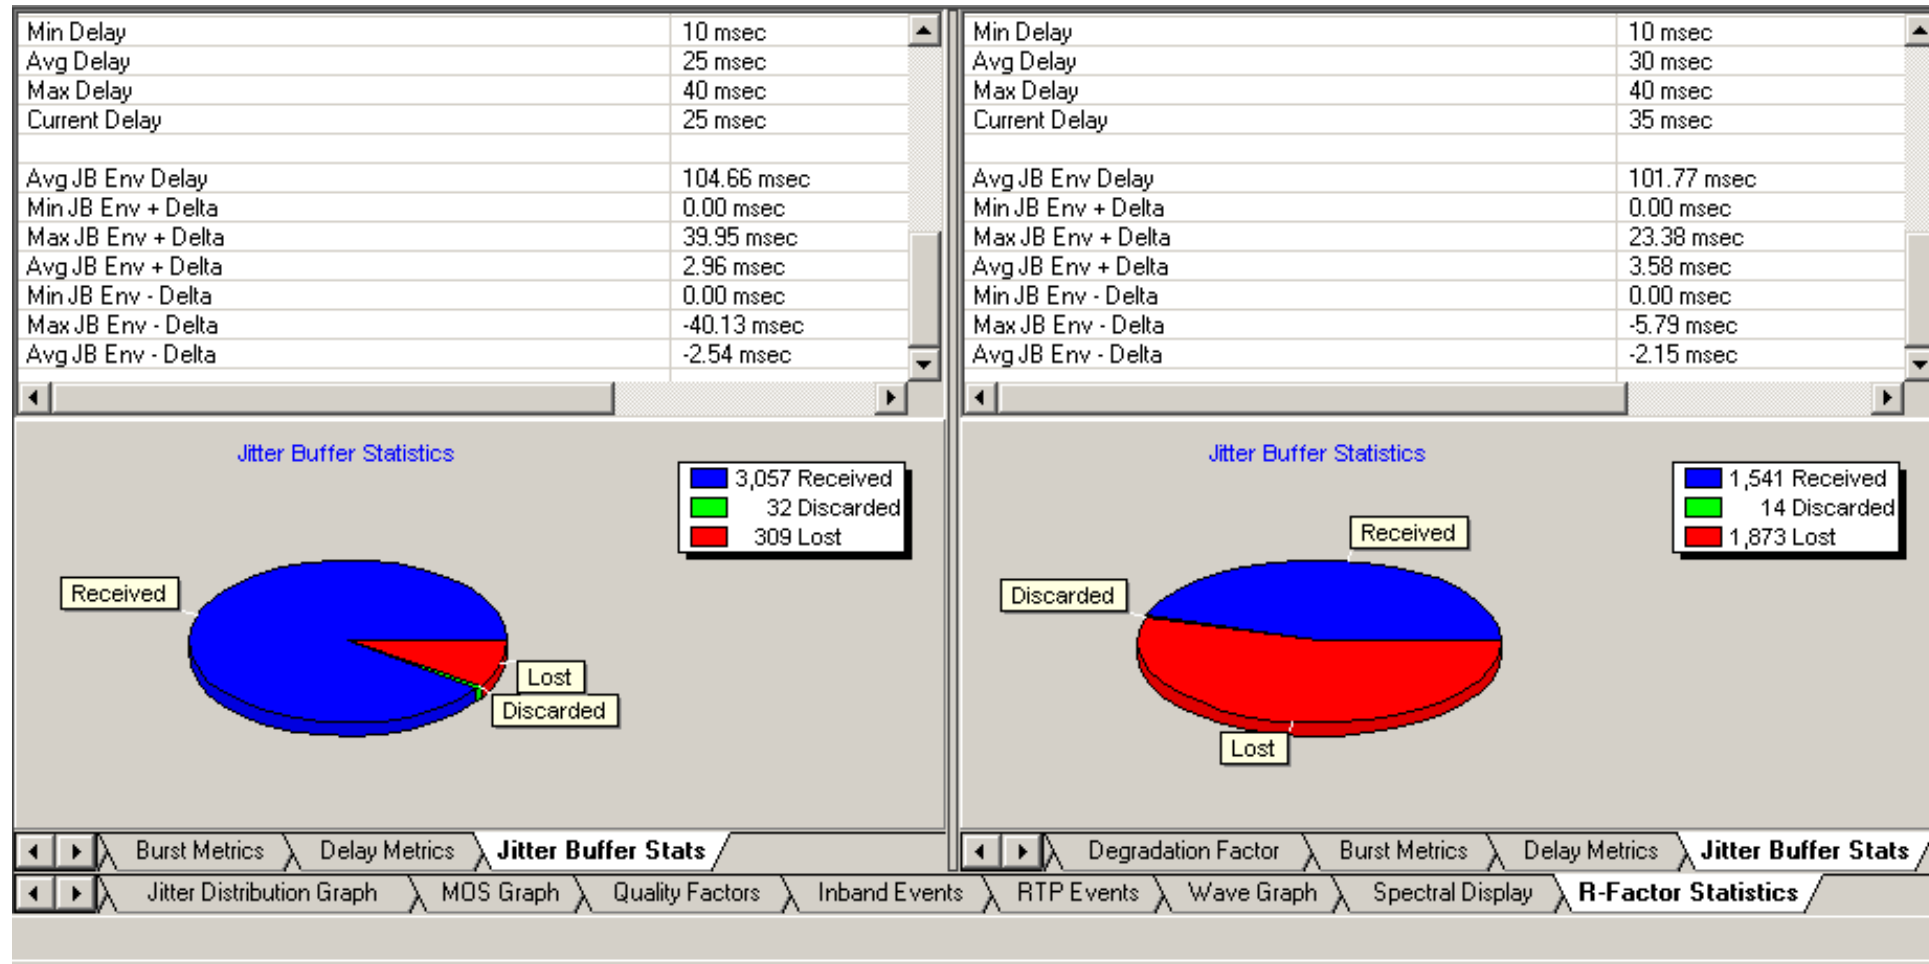 Min Delay 10 msec
Avg Delay 25 msec
Max Delay 40 msec
Current Delay 25 msec
Avg JB Env Delay 104.66 msec
Min JB Env + Delta 0.00 msec
Max JB Env + Delta 39.95 msec
Avg JB Env + Delta 2.96 msec
Min JB Env - Delta 0.00 msec
Max JB Env - Delta -40.13 msec
Avg JB Env - Delta -2.54 msec
Jitter Buffer Statistics
3,057 Received
32 Discarded
309 Lost
Received
Lost
Discarded
Burst Metrics Delay Metrics Jitter Buffer Stats
Min Delay 10 msec
Avg Delay 30 msec
Max Delay 40 msec
Current Delay 35 msec
Avg JB Env Delay 101.77 msec
Min JB Env + Delta 0.00 msec
Max JB Env + Delta 23.38 msec
Avg JB Env + Delta 3.58 msec
Min JB Env - Delta 0.00 msec
Max JB Env - Delta -5.79 msec
Avg JB Env - Delta -2.15 msec
Jitter Buffer Statistics
1,541 Received
14 Discarded
1,873 Lost
Received
Discarded
Lost
Degradation Factor Burst Metrics Delay Metrics Jitter Buffer Stats
Jitter Distribution Graph MOS Graph Quality Factors Inband Events RTP Events Wave Graph Spectral Display R-Factor Statistics